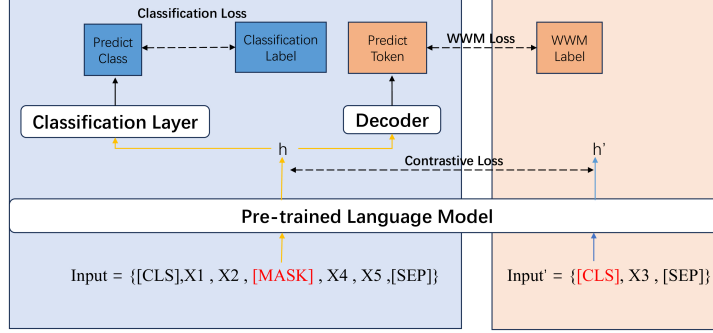 Classification Loss
Predict Class
Classification Label
Predict Token
WWM Loss
WWM Label
Classification Layer
Decoder
h
h'
Contrastive Loss
Pre-trained Language Model
Input = {[CLS],X1 , X2 , [MASK] , X4 , X5 ,[SEP]}
Input' = {[CLS], X3 , [SEP]}